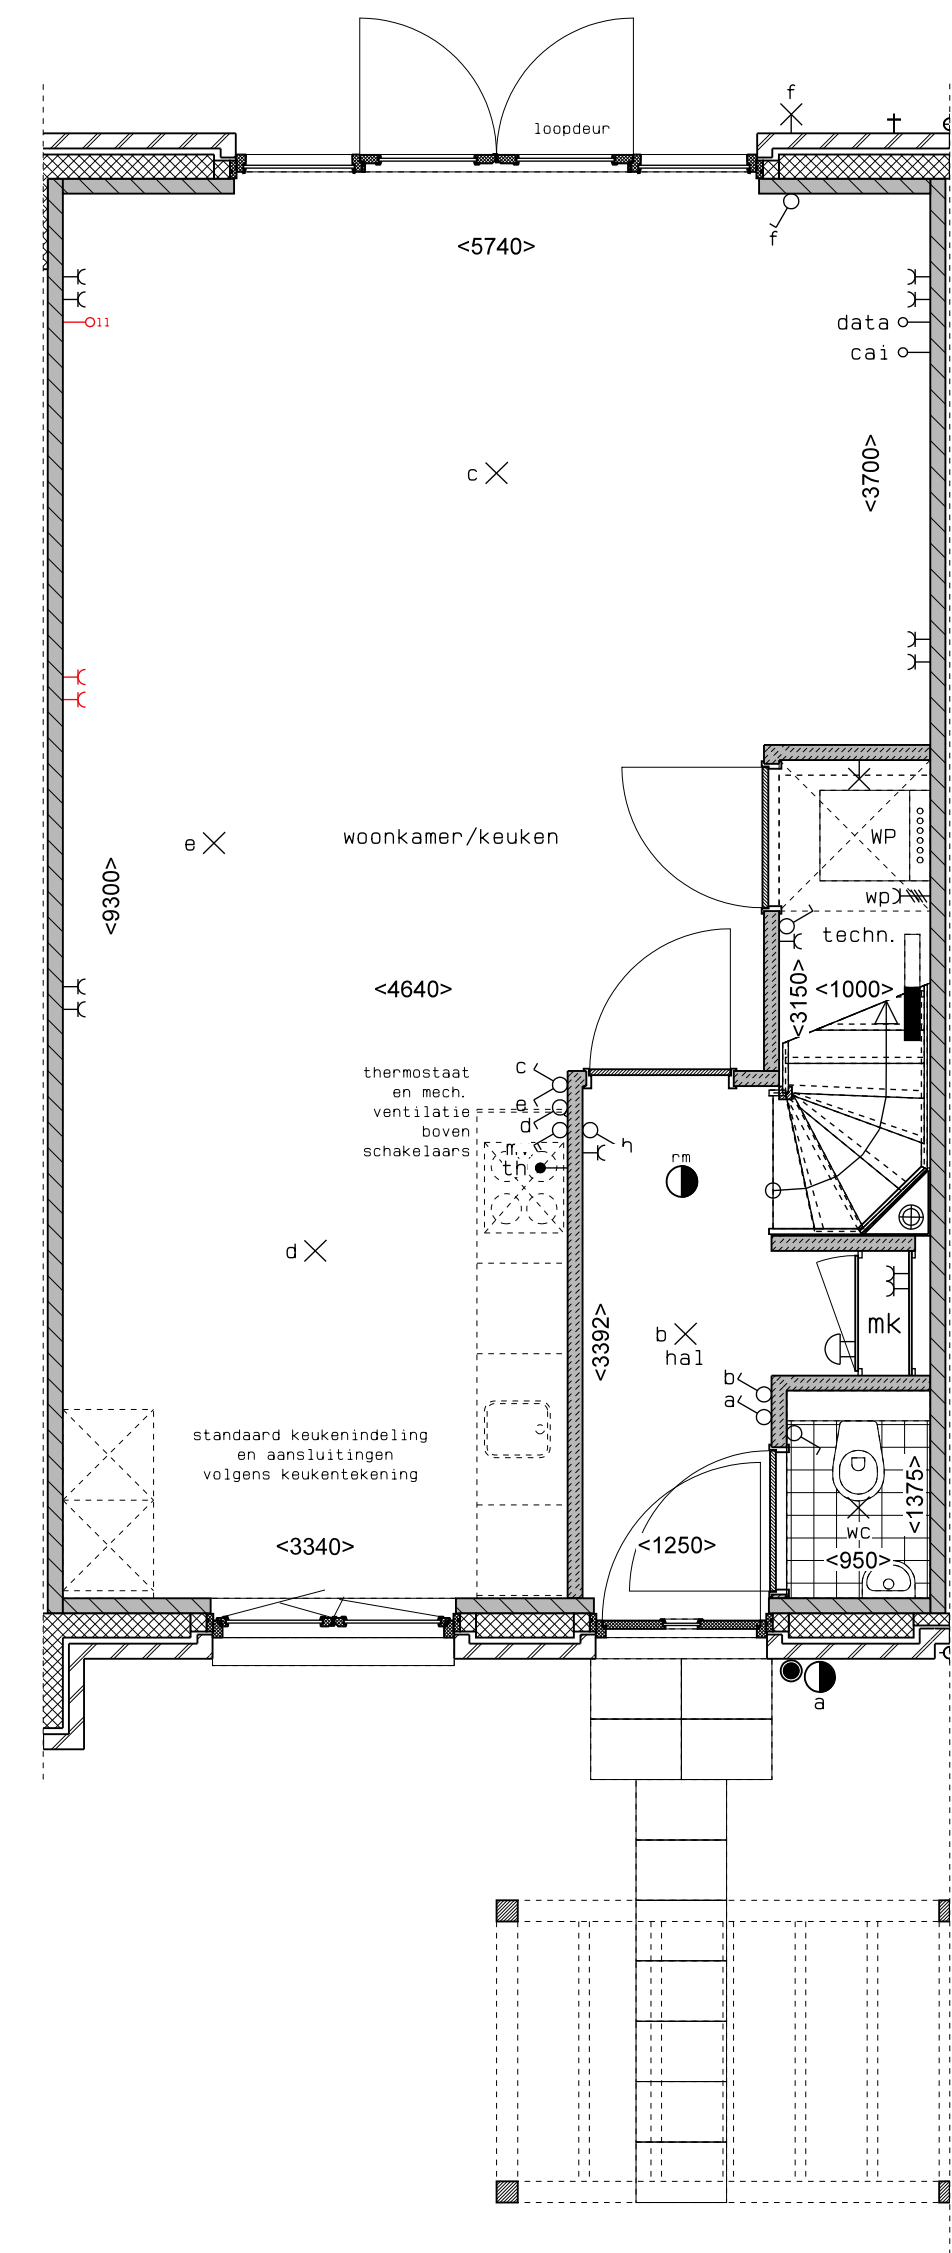 f
loopdeur
f
<5740>
11
data
cai
c
<3700>
e
woonkamer/keuken
<9300>
WP
wp
techn.
<4640>
<3150>
<1000>
thermostaat
en mech.
ventilatie
boven
schakelaars
c
e
d
m.
th
h
rm
d
<3392>
b
hal
mk
b
a
standaard keukenindeling
en aansluitingen
volgens keukentekening
<1375>
wc
<950>
<3340>
<1250>
a